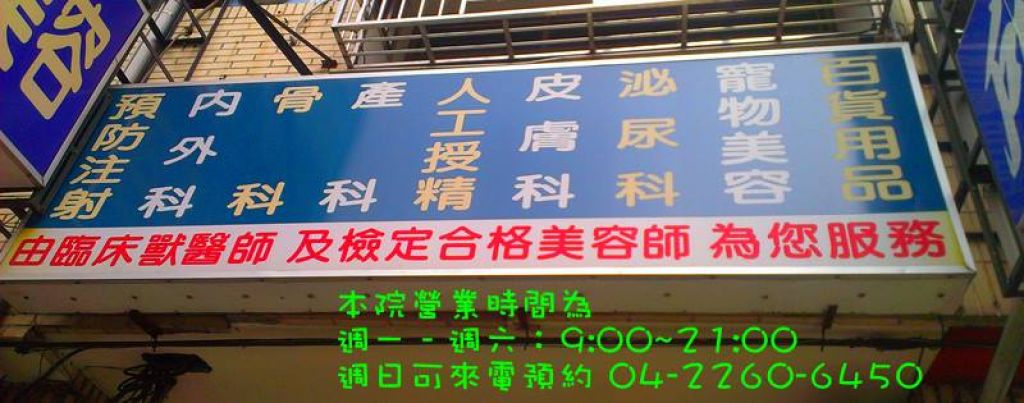 預防注射
內外科
骨科
產科
人工授精
皮膚科
泌尿科
寵物美容
百貨用品
由臨床獸醫師 及檢定合格美容師 為您服務
本院營業時間為
週一 - 週六：9:00~21:00
週日可來電預約 04-2260-6450